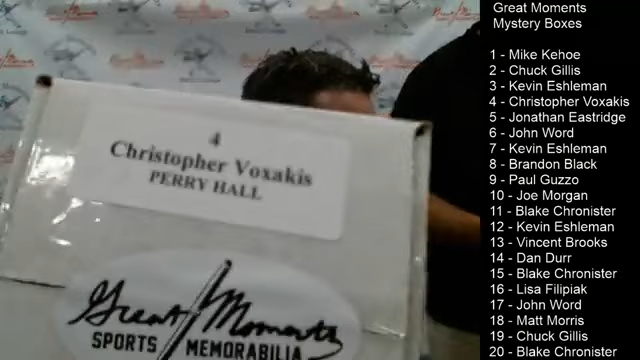 4
Christopher Voxakis
PERRY HALL
Great Moments
SPORTS MEMORABILIA
Great Moments
Mystery Boxes
1 - Mike Kehoe
2 - Chuck Gillis
3 - Kevin Eshleman
4 - Christopher Voxakis
5 - Jonathan Eastridge
6 - John Word
7 - Kevin Eshleman
8 - Brandon Black
9 - Paul Guzzo
10 - Joe Morgan
11 - Blake Chronister
12 - Kevin Eshleman
13 - Vincent Brooks
14 - Dan Durr
15 - Blake Chronister
16 - Lisa Filipiak
17 - John Word
18 - Matt Morris
19 - Chuck Gillis
20 - Blake Chronister